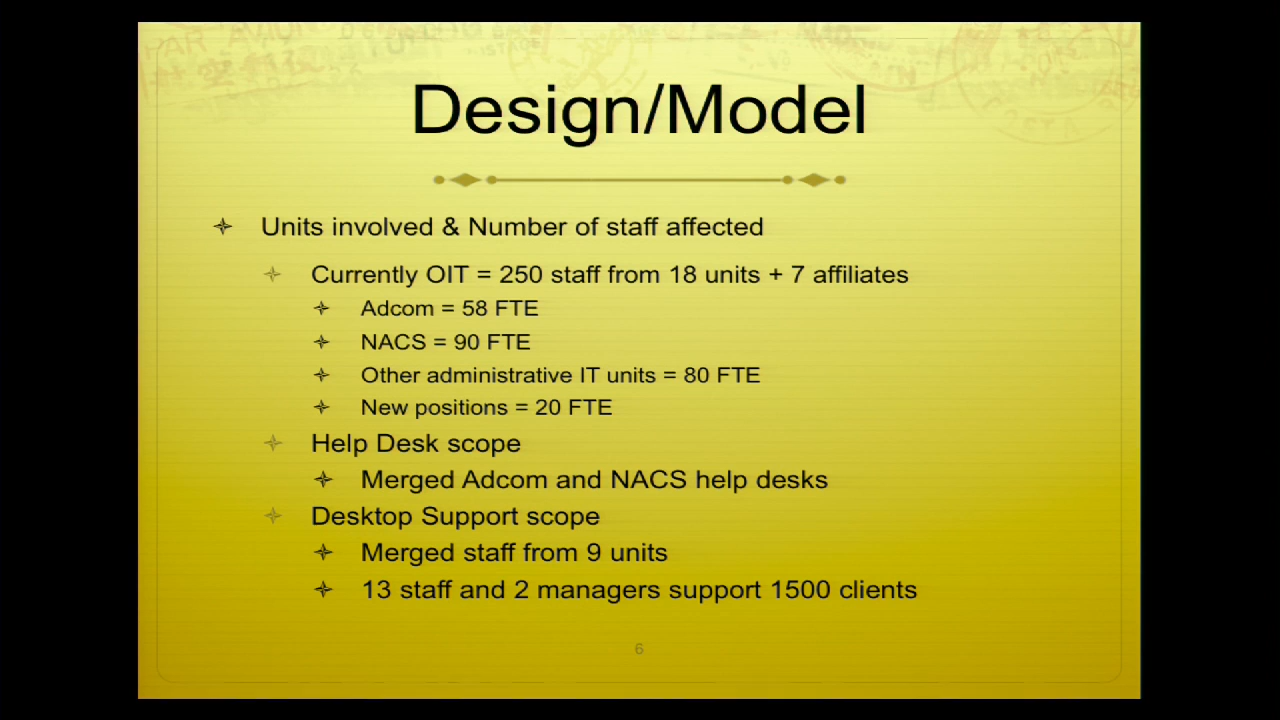 Design/Model
Units involved & Number of staff affected
Currently OIT = 250 staff from 18 units + 7 affiliates
Adcom = 58 FTE
NACS = 90 FTE
Other administrative IT units = 80 FTE
New positions = 20 FTE
Help Desk scope
Merged Adcom and NACS help desks
Desktop Support scope
Merged staff from 9 units
13 staff and 2 managers support 1500 clients
6